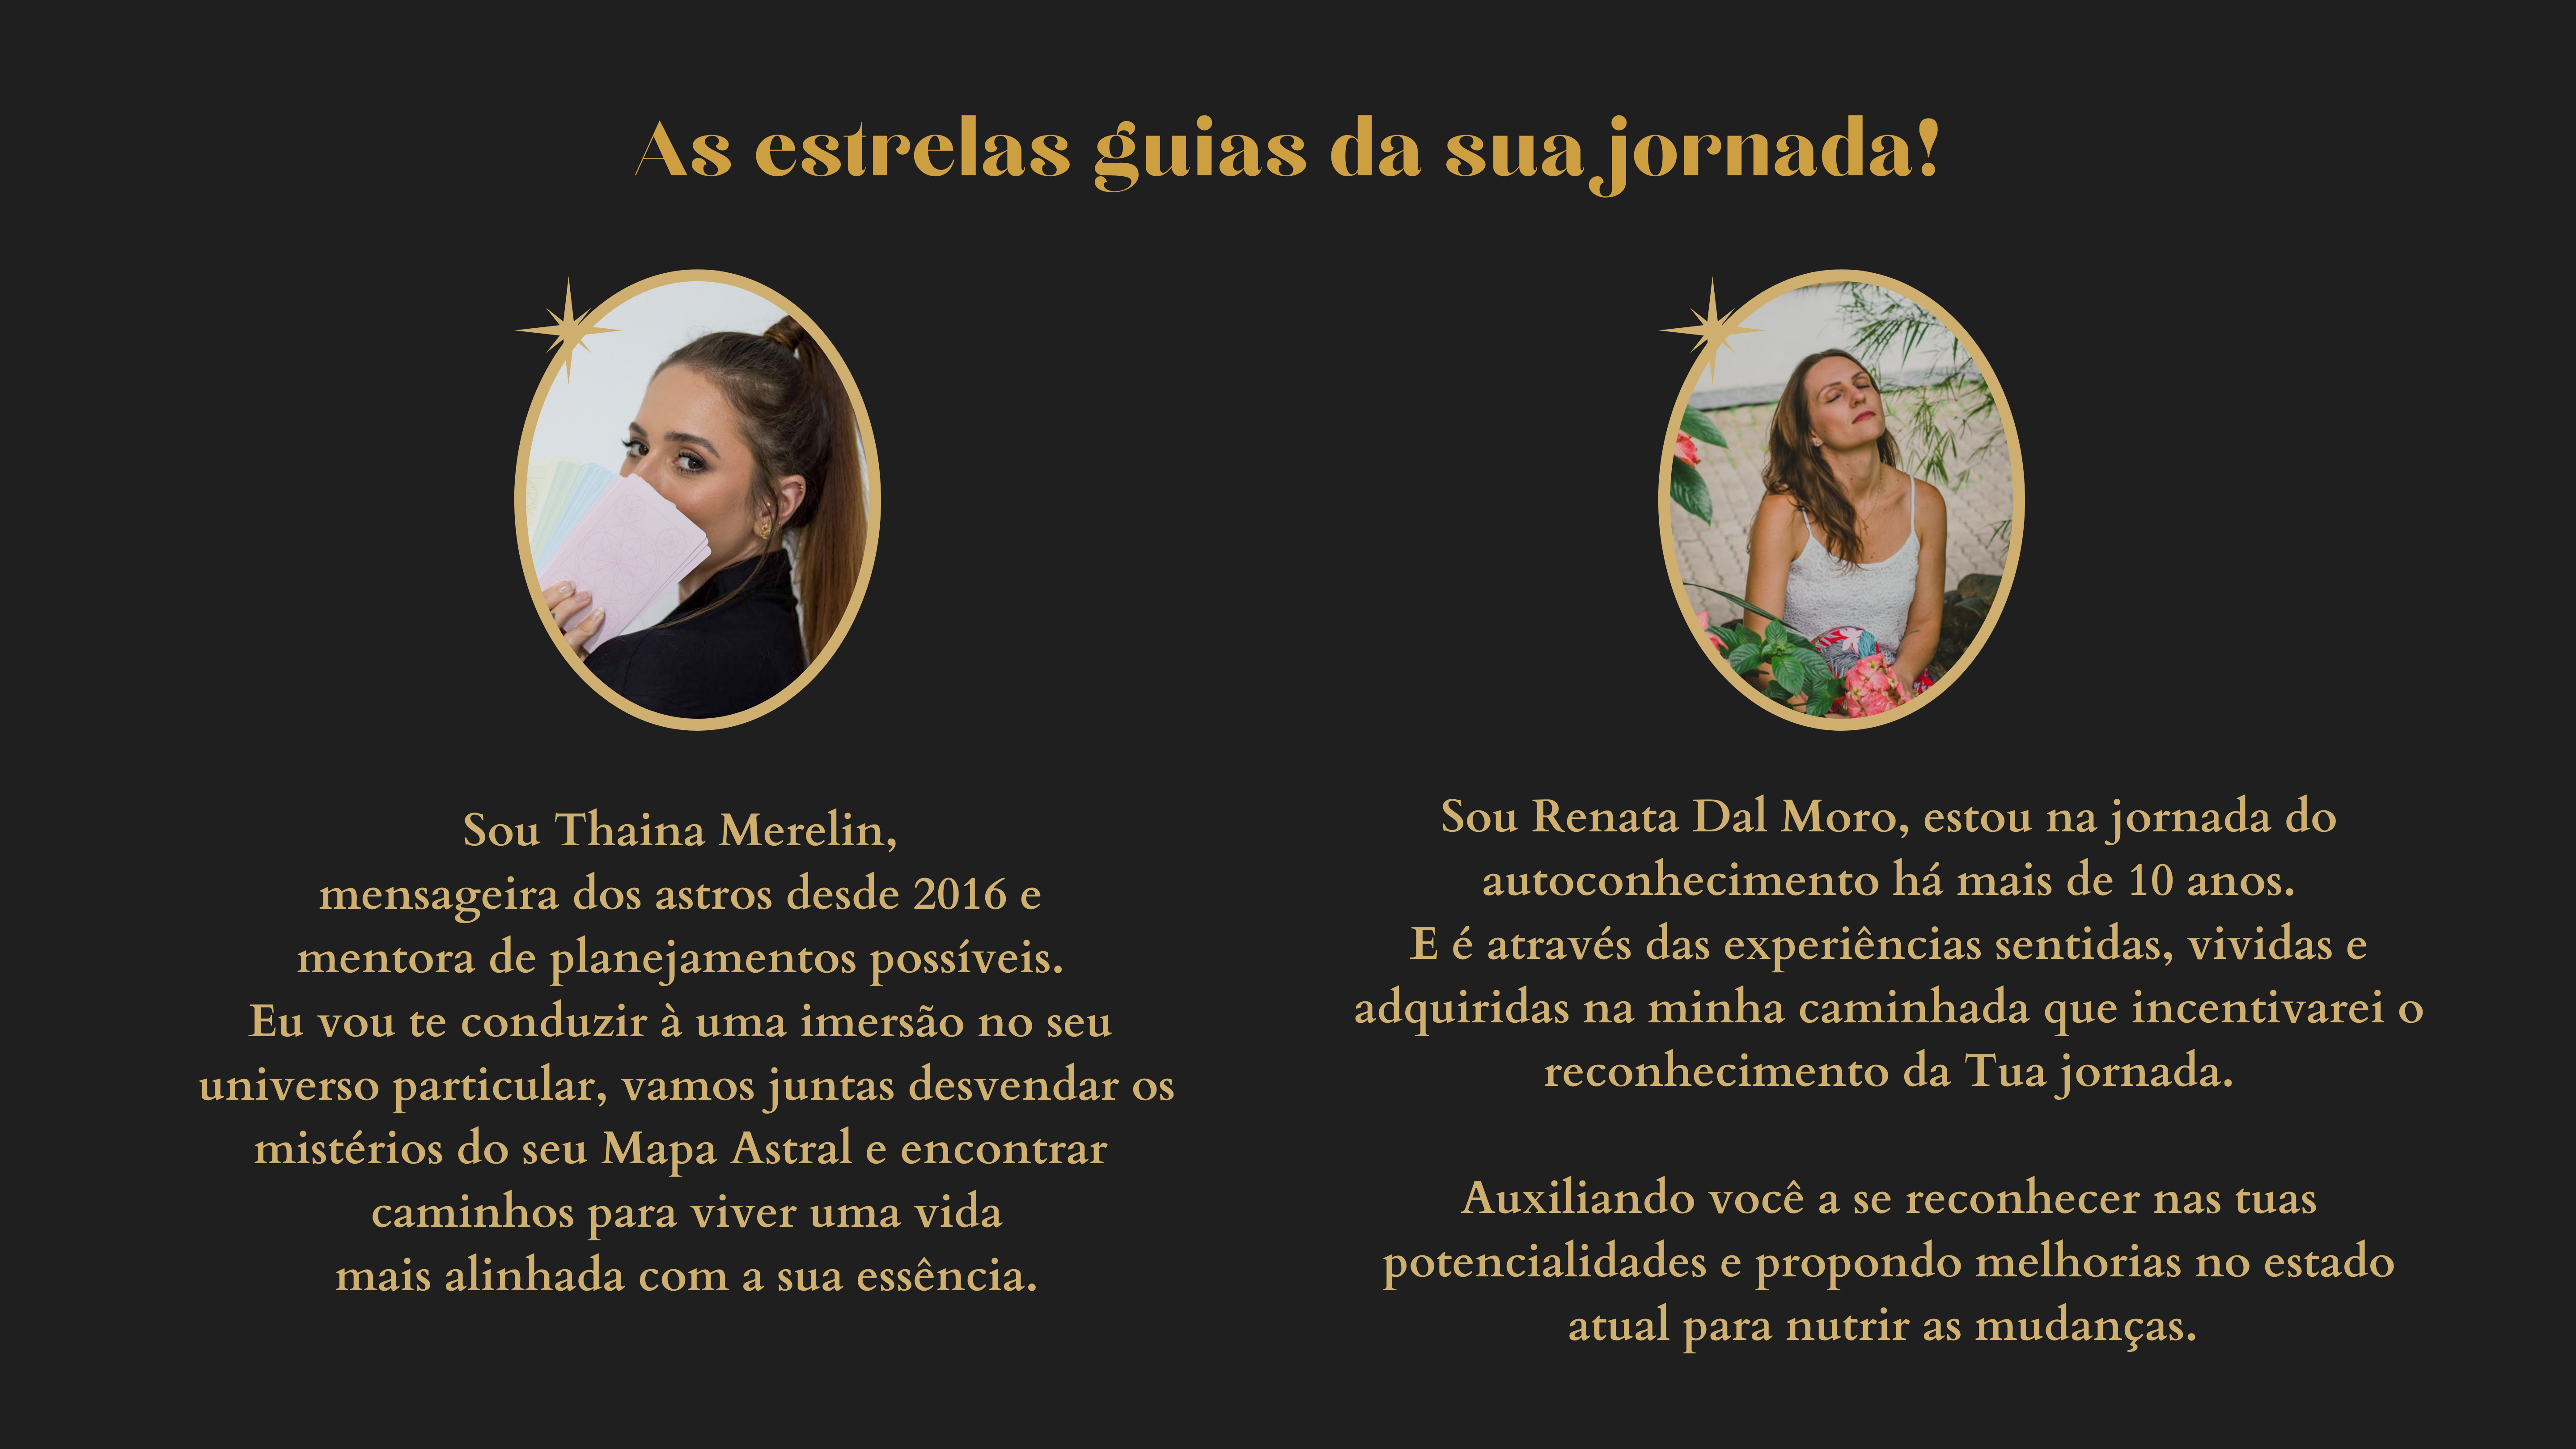 As estrelas guias da sua jornada!
Sou Thaina Merelin,
mensageira dos astros desde 2016 e
mentora de planejamentos possíveis.
Eu vou te conduzir à uma imersão no seu
universo particular, vamos juntas desvendar os
mistérios do seu Mapa Astral e encontrar
caminhos para viver uma vida
mais alinhada com a sua essência.
Sou Renata Dal Moro, estou na jornada do
autoconhecimento há mais de 10 anos.
E é através das experiências sentidas, vividas e
adquiridas na minha caminhada que incentivarei o
reconhecimento da Tua jornada.
Auxiliando você a se reconhecer nas tuas
potencialidades e propondo melhorias no estado
atual para nutrir as mudanças.